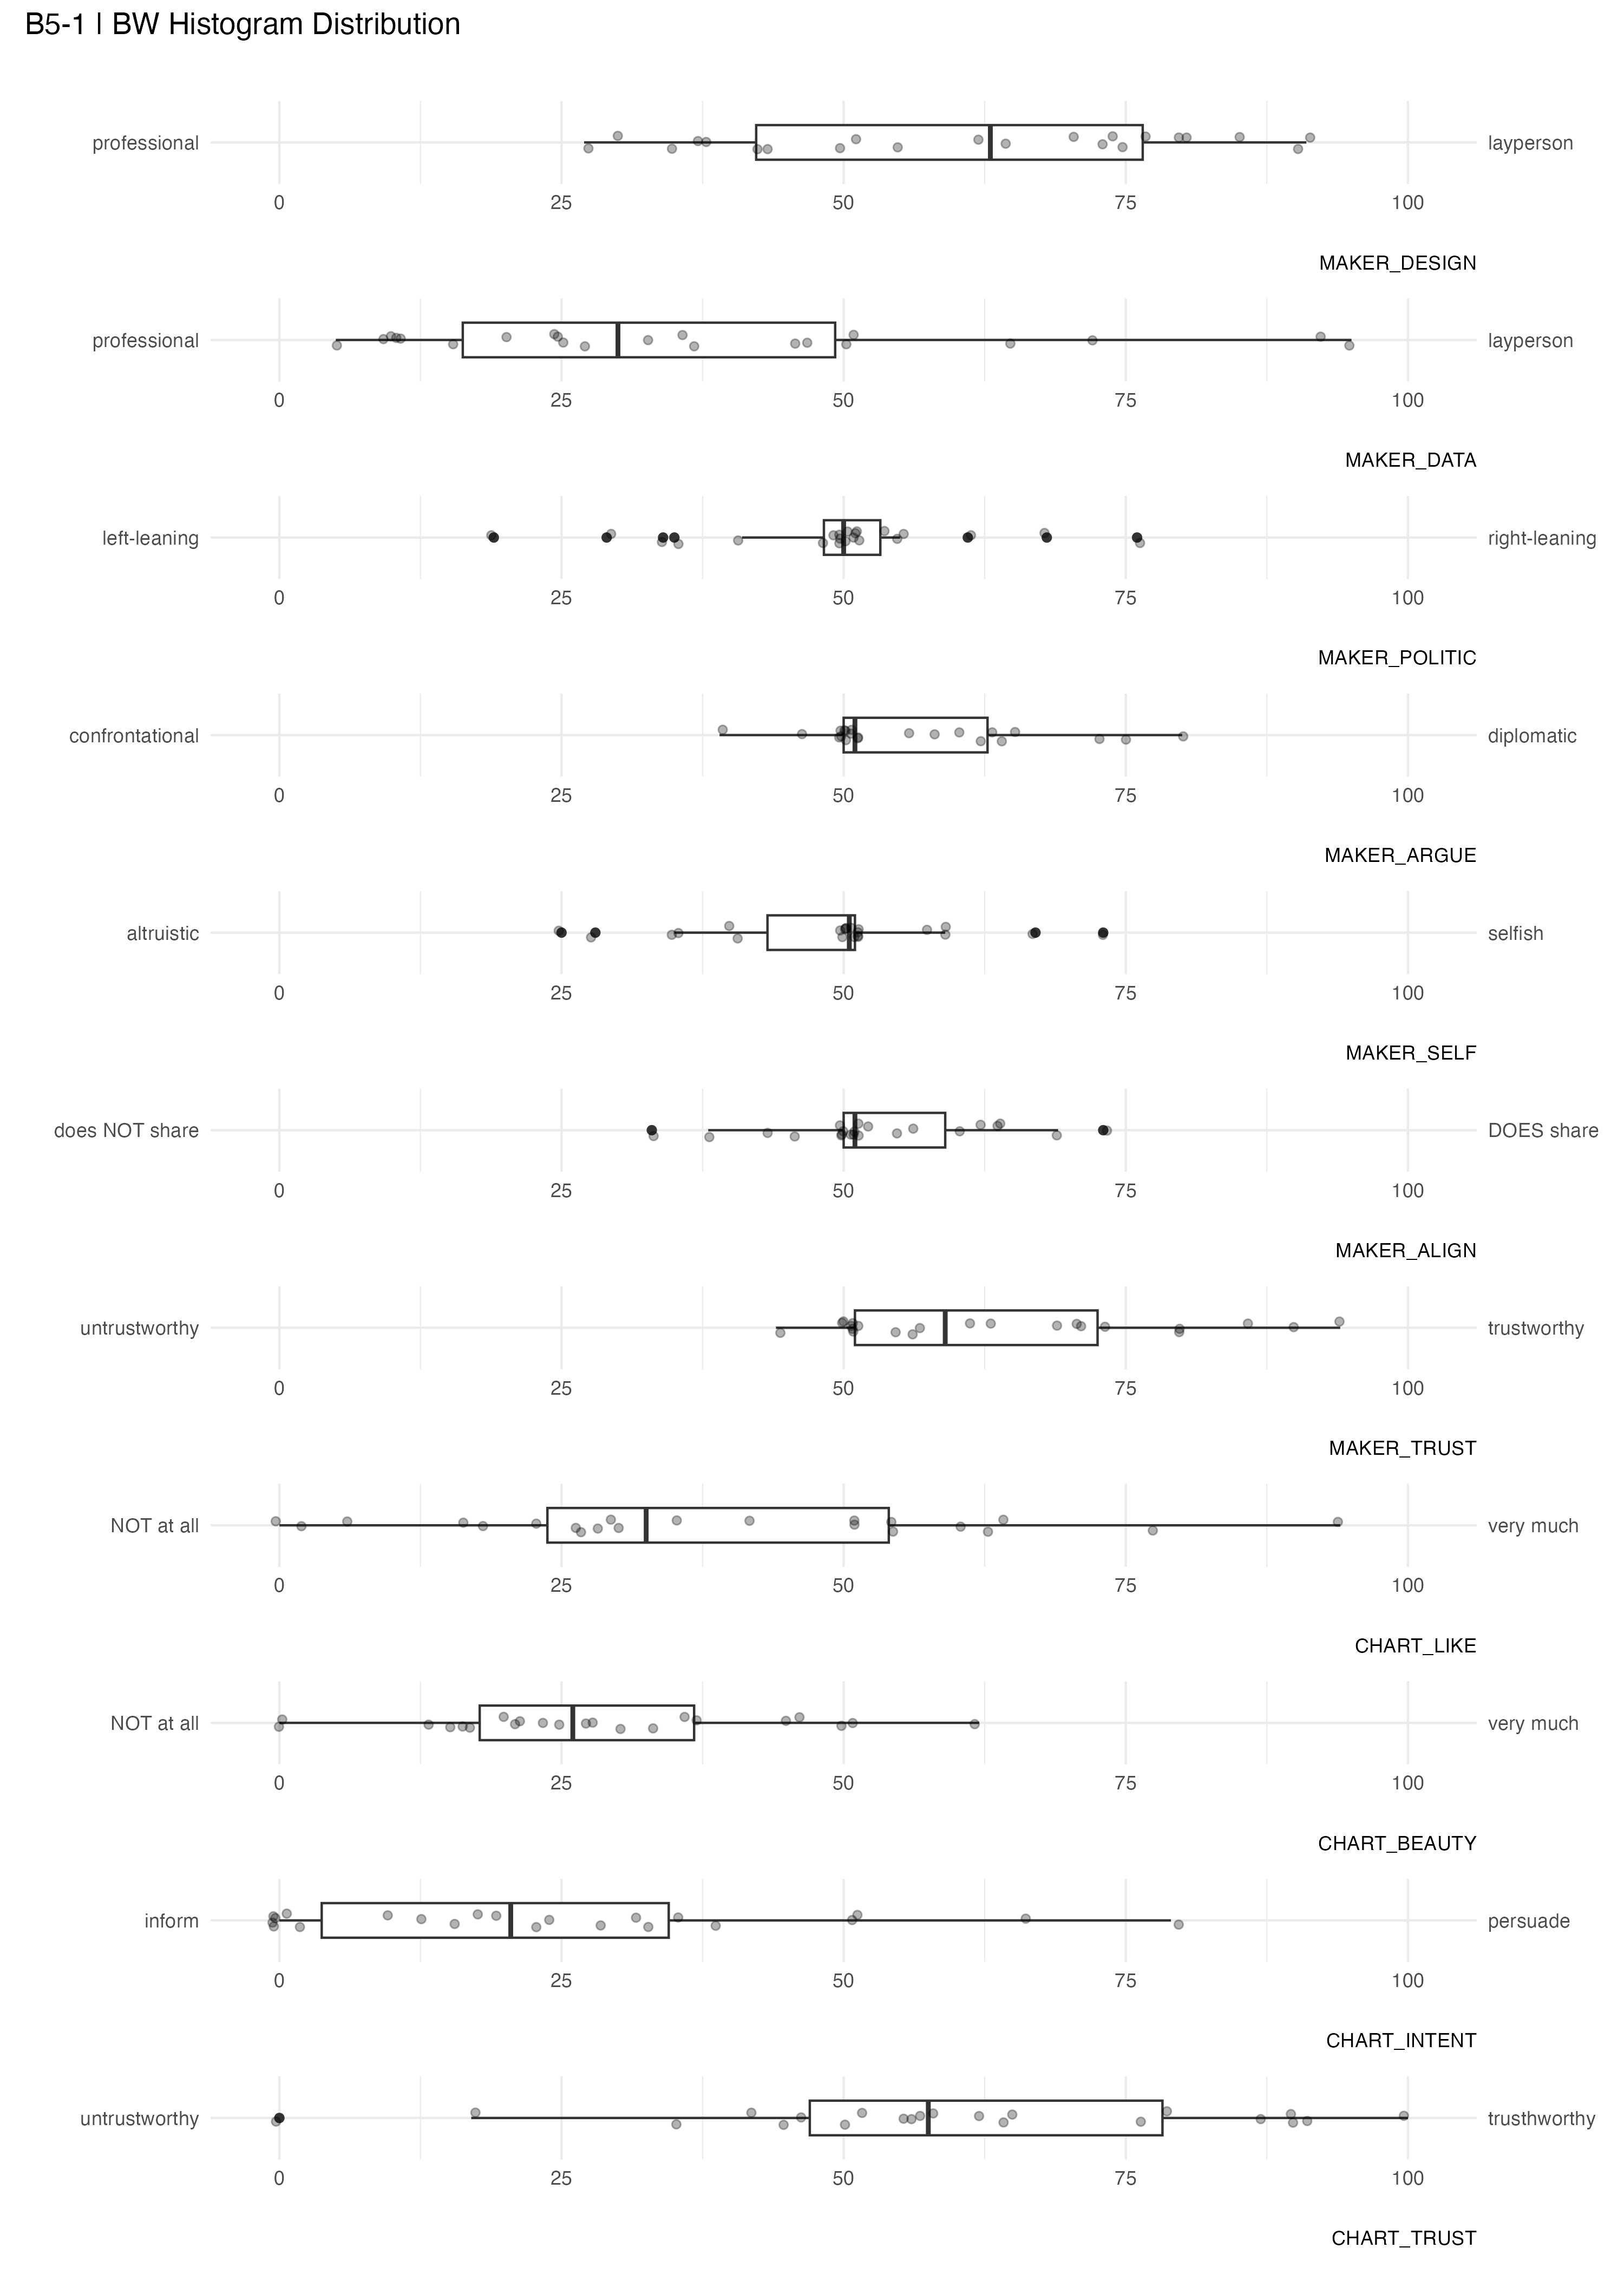 B5-1 | BW Histogram Distribution
professional layperson
0 25 50 75 100
MAKER_DESIGN
professional layperson
0 25 50 75 100
MAKER_DATA
left-leaning right-leaning
0 25 50 75 100
MAKER_POLITIC
confrontational diplomatic
0 25 50 75 100
MAKER_ARGUE
altruistic selfish
0 25 50 75 100
MAKER_SELF
does NOT share DOES share
0 25 50 75 100
MAKER_ALIGN
untrustworthy trustworthy
0 25 50 75 100
MAKER_TRUST
NOT at all very much
0 25 50 75 100
CHART_LIKE
NOT at all very much
0 25 50 75 100
CHART_BEAUTY
inform persuade
0 25 50 75 100
CHART_INTENT
untrustworthy trusthworthy
0 25 50 75 100
CHART_TRUST